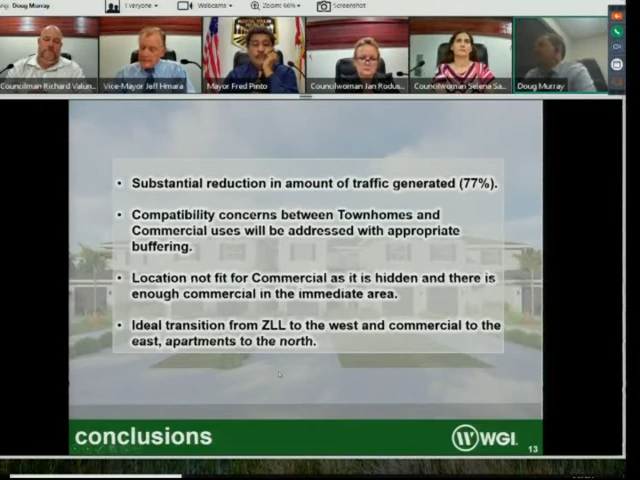 ng: Doug Murray
Everyone
Webcams
Zoom: 66%
Screenshot
Councilman Richard Valun...
Vice-Mayor Jeff Hmara
Mayor Fred Pinto
Councilwoman Jan Rodus...
Councilwoman Selena Sa...
Doug Murray
• Substantial reduction in amount of traffic generated (77%).
• Compatibility concerns between Townhomes and
Commercial uses will be addressed with appropriate
buffering.
• Location not fit for Commercial as it is hidden and there is
enough commercial in the immediate area.
• Ideal transition from ZLL to the west and commercial to the
east, apartments to the north.
conclusions
WGI.
13